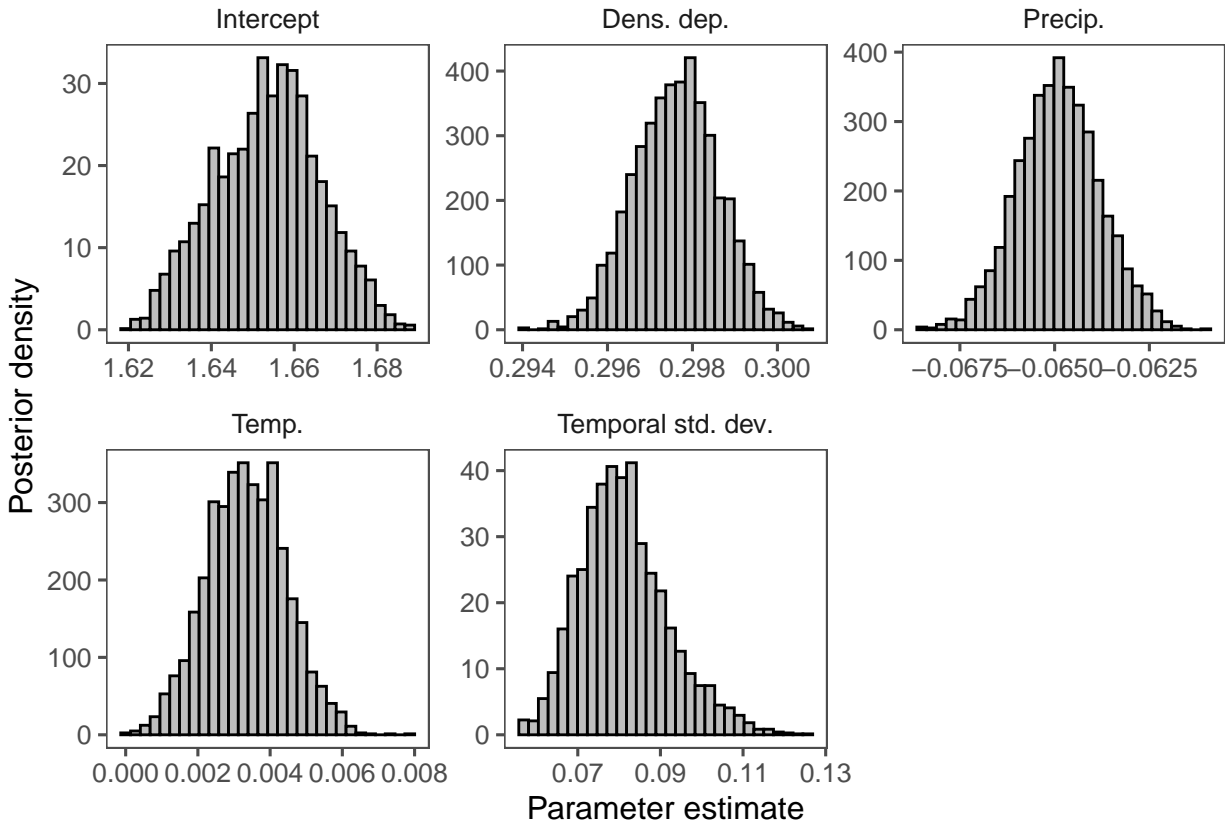 Intercept
Dens. dep.
Precip.
30
20
10
0
1.62 1.64 1.66 1.68
400
300
200
100
0
0.294 0.296 0.298 0.300
400
300
200
100
0
−0.0675 −0.0650 −0.0625
Posterior density
Temp.
Temporal std. dev.
300
200
100
0
0.000 0.002 0.004 0.006 0.008
40
30
20
10
0
0.07 0.09 0.11 0.13
Parameter estimate